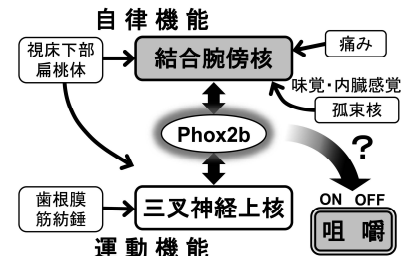 自律機能
視床下部
扁桃体
結合腕傍核
痛み
味覚・内臓感覚
孤束核
Phox2b
?
歯根膜
筋紡錘
三叉神経上核
ON OFF
咀嚼
運動機能